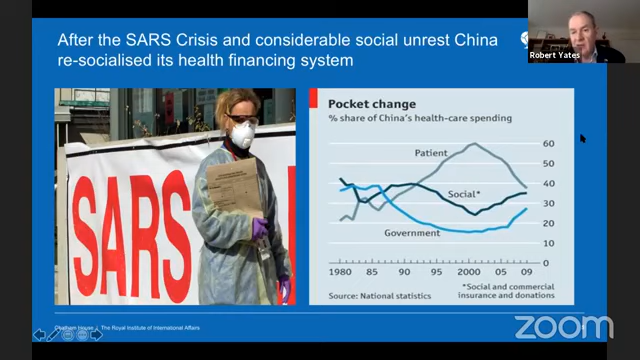 After the SARS Crisis and considerable social unrest China
re-socialised its health financing system
Robert Yates
SARS
Pocket change
% share of China's health-care spending
Patient
Social*
Government
60
50
40
30
20
10
0
1980 85 90 95 2000 05 09
Source: National statistics
*Social and commercial
insurance and donations
Chatham House | The Royal Institute of International Affairs
zoom